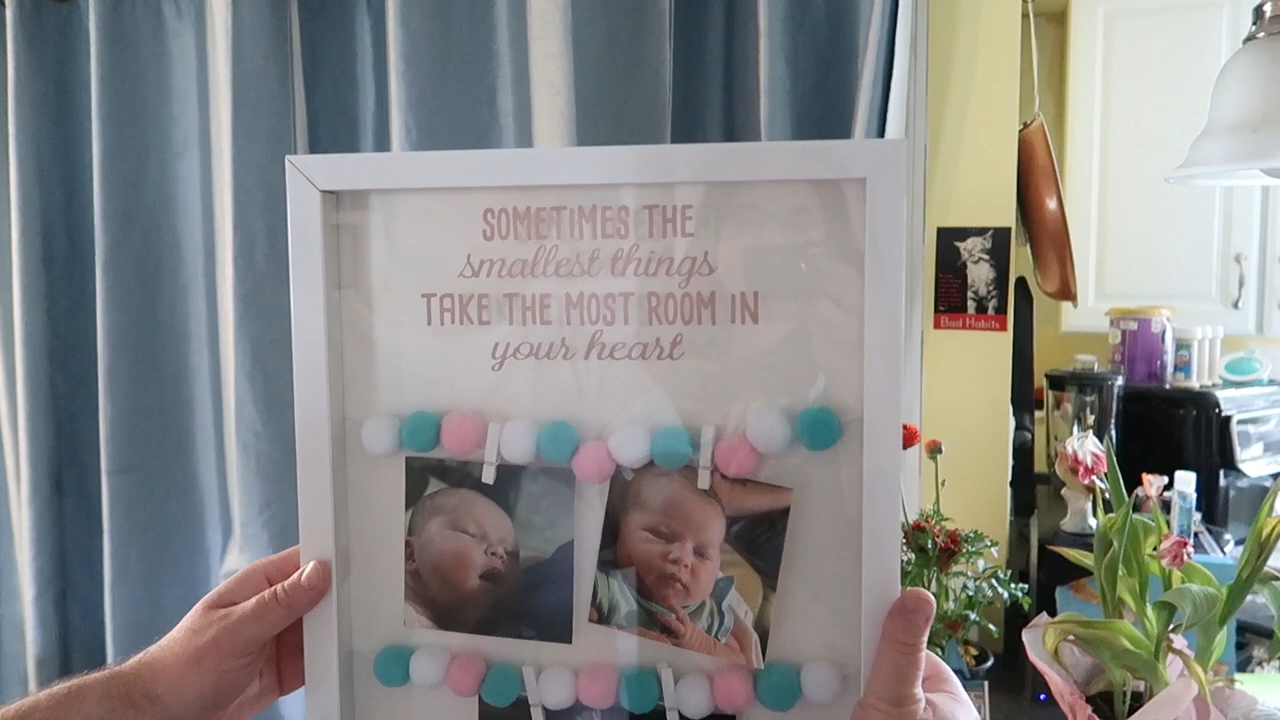 SOMETIMES THE
smallest things
TAKE THE MOST ROOM IN
your heart
Bad Habits